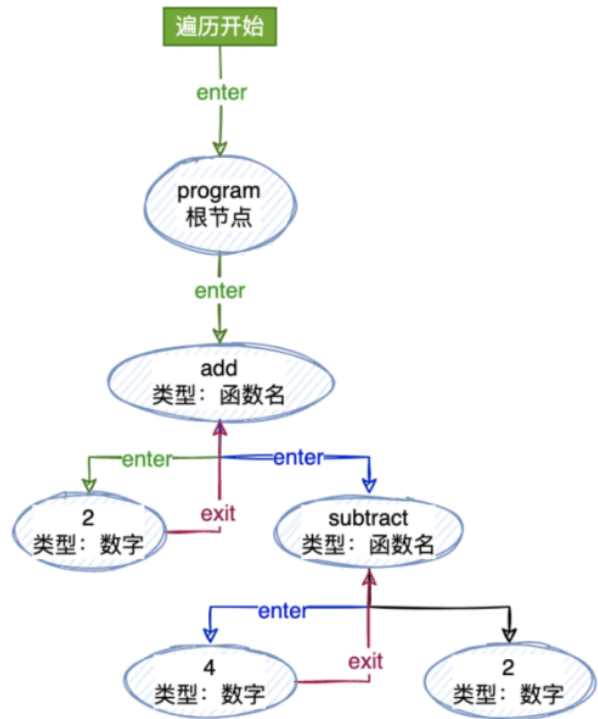 遍历开始
enter
program
根节点
enter
add
类型：函数名
enter
enter
exit
2
类型：数字
subtract
类型：函数名
enter
exit
4
类型：数字
2
类型：数字